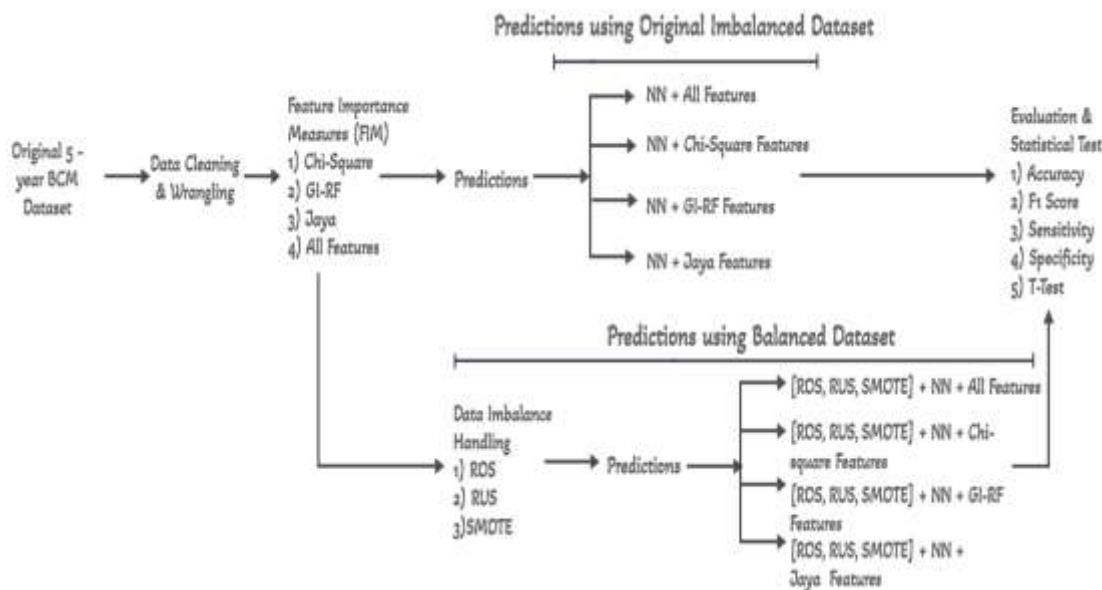 Predictions using Original Imbalanced Dataset
Original 5 -
year BCM
Dataset
Data Cleaning
& Wrangling
Feature Importance
Measures (FIM)
1) Chi-Square
2) GI-RF
3) Jaya
4) All Features
Predictions
NN + All Features
NN + Chi-Square Features
NN + GI-RF Features
NN + Jaya Features
Evaluation &
Statistical Test
1) Accuracy
2) F1 Score
3) Sensitivity
4) Specificity
5) T-Test
Predictions using Balanced Dataset
Data Imbalance
Handling
1) ROS
2) RUS
3)SMOTE
Predictions
[ROS, RUS, SMOTE] + NN + All Features
[ROS, RUS, SMOTE] + NN + Chi-
square Features
[ROS, RUS, SMOTE] + NN + GI-RF
Features
[ROS, RUS, SMOTE] + NN +
Jaya Features